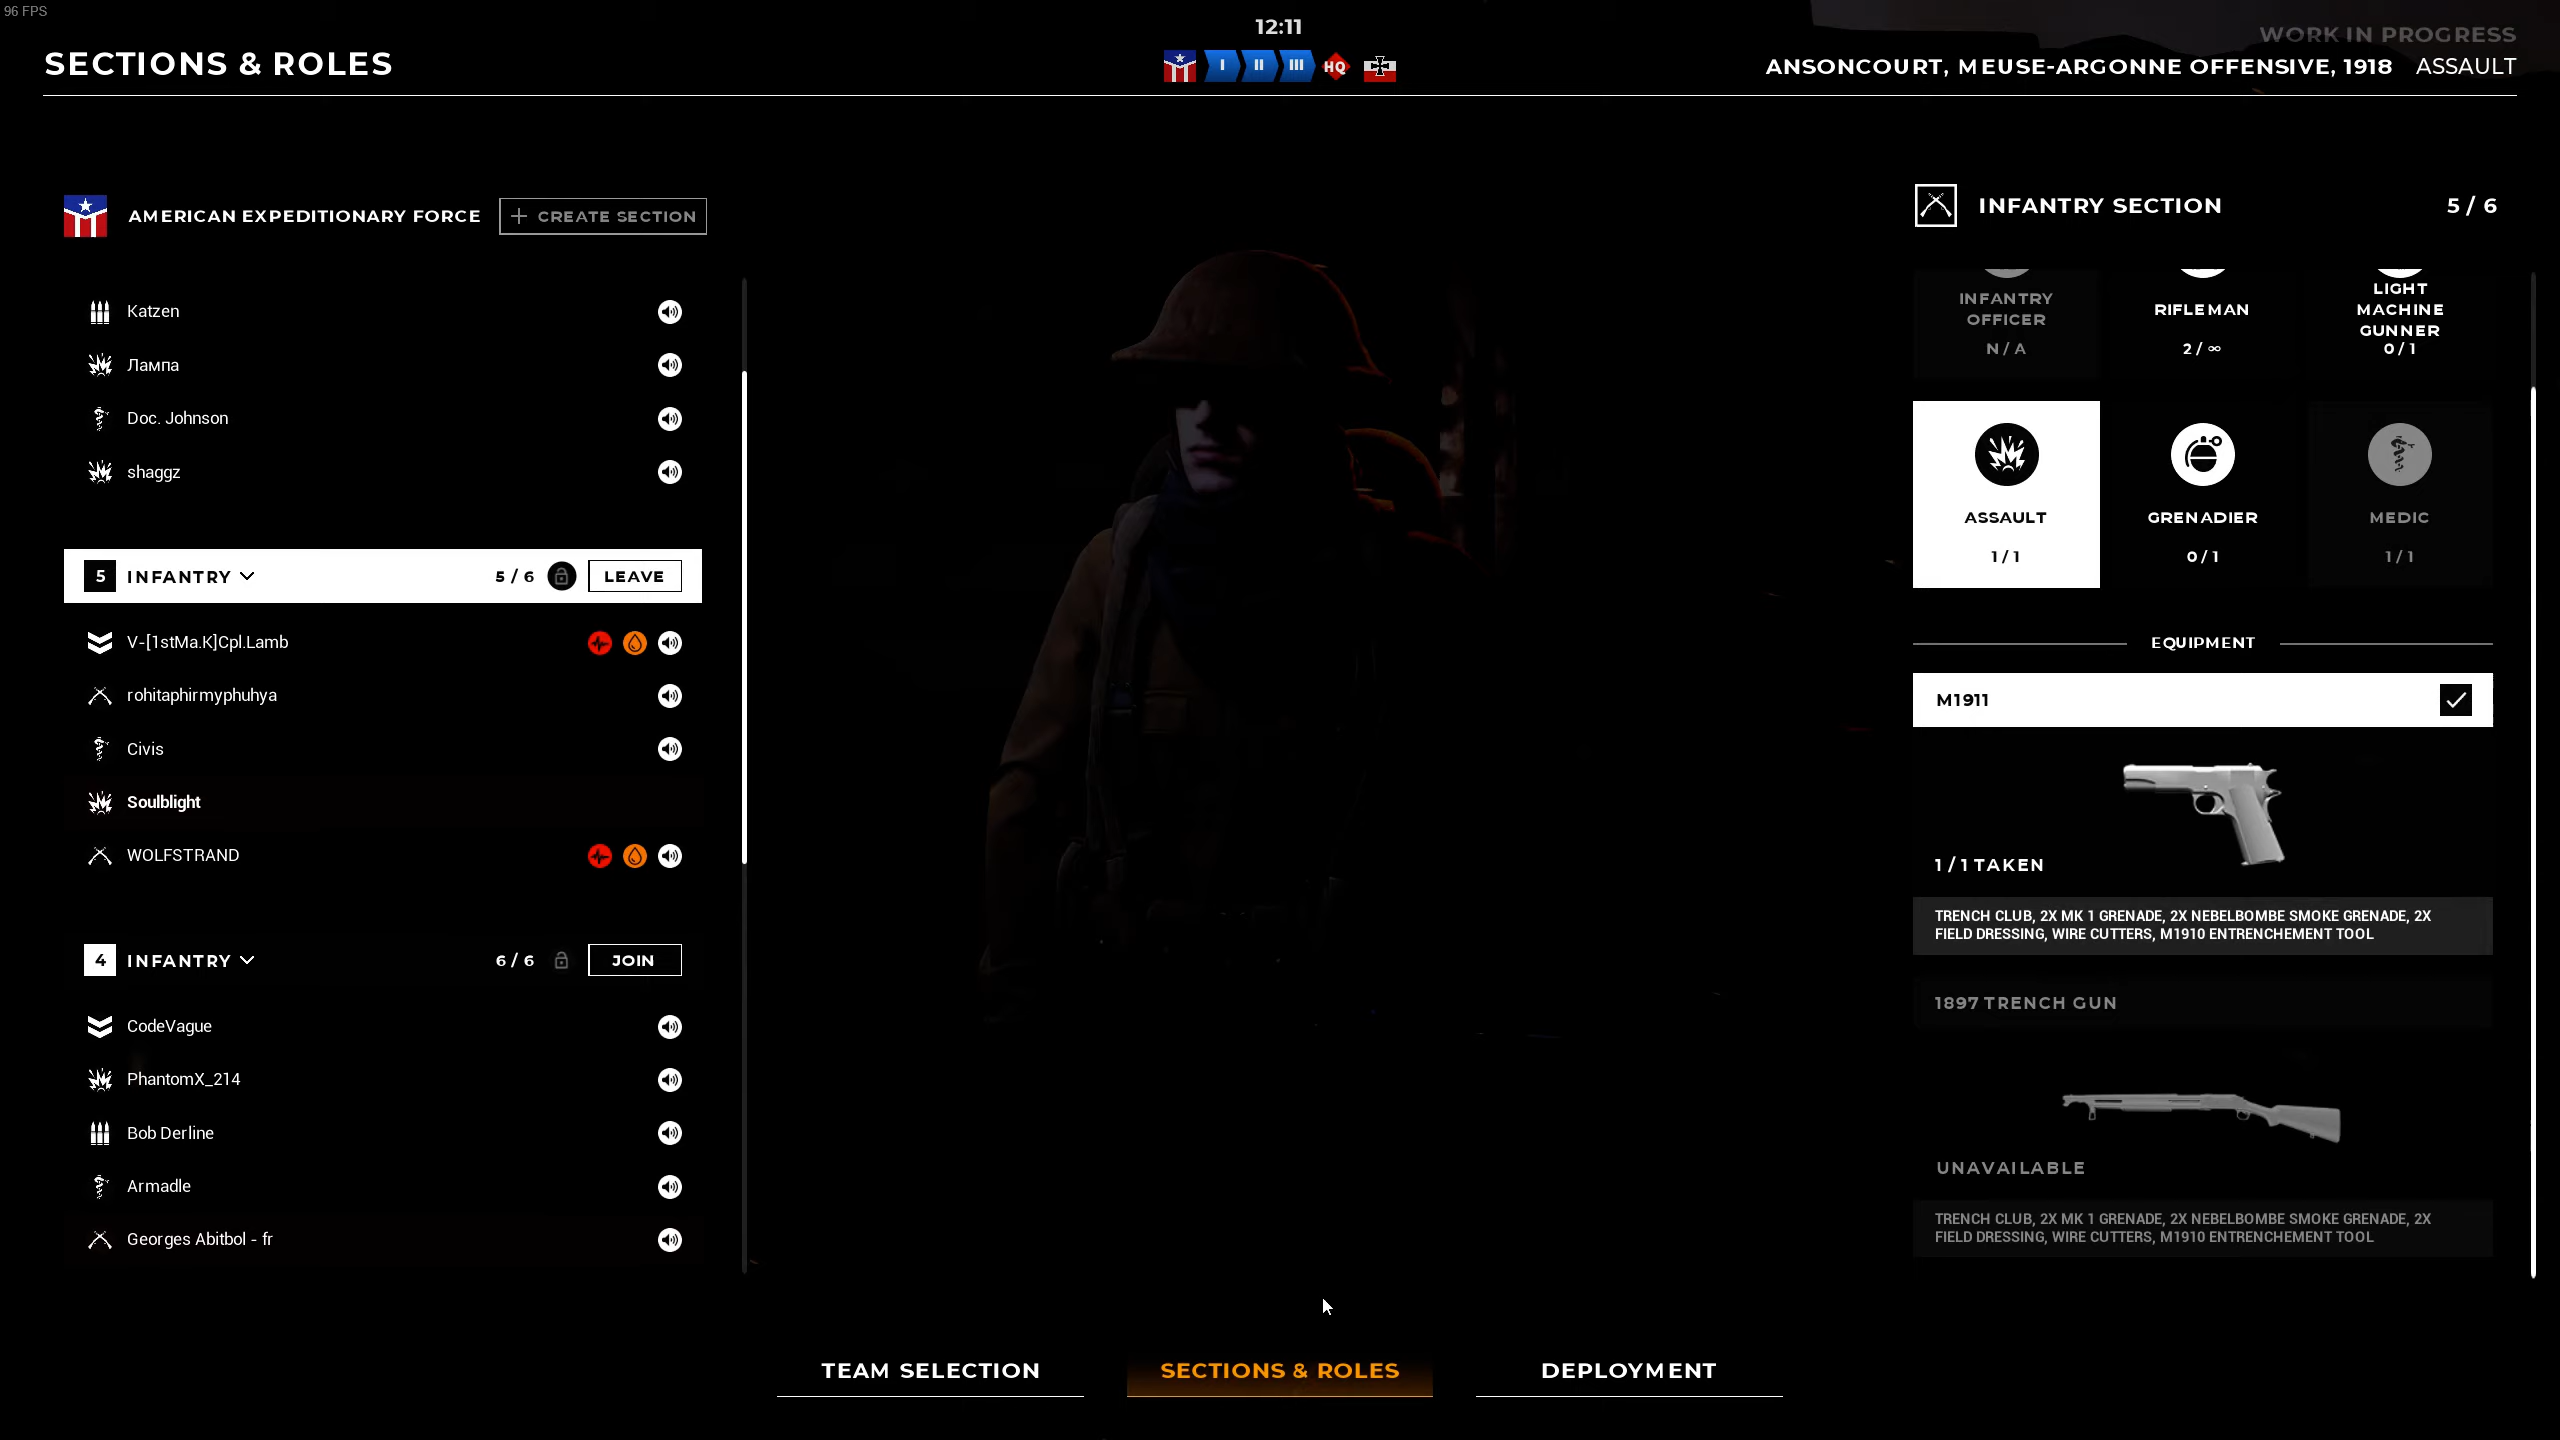 96 FPS
12:11
WORK IN PROGRESS
SECTIONS & ROLES
I II III HQ
ANSONCOURT, MEUSE-ARGONNE OFFENSIVE, 1918 ASSAULT
AMERICAN EXPEDITIONARY FORCE
+ CREATE SECTION
Katzen
Лампа
Doc. Johnson
shaggz
5 INFANTRY 5 / 6 LEAVE
V-[1stMa.K]Cpl.Lamb
rohitaphirmyphuhya
Civis
Soulblight
WOLFSTRAND
4 INFANTRY 6 / 6 JOIN
CodeVague
PhantomX_214
Bob Derline
Armadle
Georges Abitbol - fr
INFANTRY SECTION 5 / 6
INFANTRY
OFFICER
N / A
RIFLEMAN
2 / ∞
LIGHT
MACHINE
GUNNER
0 / 1
ASSAULT
1 / 1
GRENADIER
0 / 1
MEDIC
1 / 1
EQUIPMENT
M1911
1 / 1 TAKEN
TRENCH CLUB, 2X MK 1 GRENADE, 2X NEBELBOMBE SMOKE GRENADE, 2X
FIELD DRESSING, WIRE CUTTERS, M1910 ENTRENCHEMENT TOOL
1897 TRENCH GUN
UNAVAILABLE
TRENCH CLUB, 2X MK 1 GRENADE, 2X NEBELBOMBE SMOKE GRENADE, 2X
FIELD DRESSING, WIRE CUTTERS, M1910 ENTRENCHEMENT TOOL
TEAM SELECTION
SECTIONS & ROLES
DEPLOYMENT